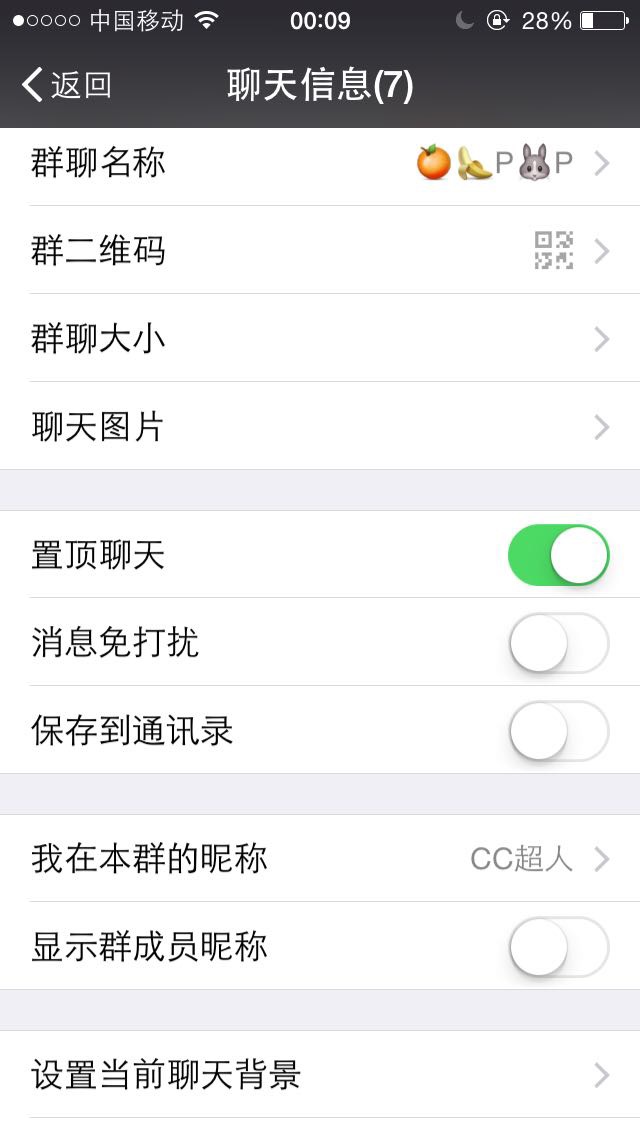 中国移动 00:09 28%
返回 聊天信息(7)
群聊名称 🍊🍌P🐰P
群二维码
群聊大小
聊天图片
置顶聊天
消息免打扰
保存到通讯录
我在本群的昵称 CC超人
显示群成员昵称
设置当前聊天背景